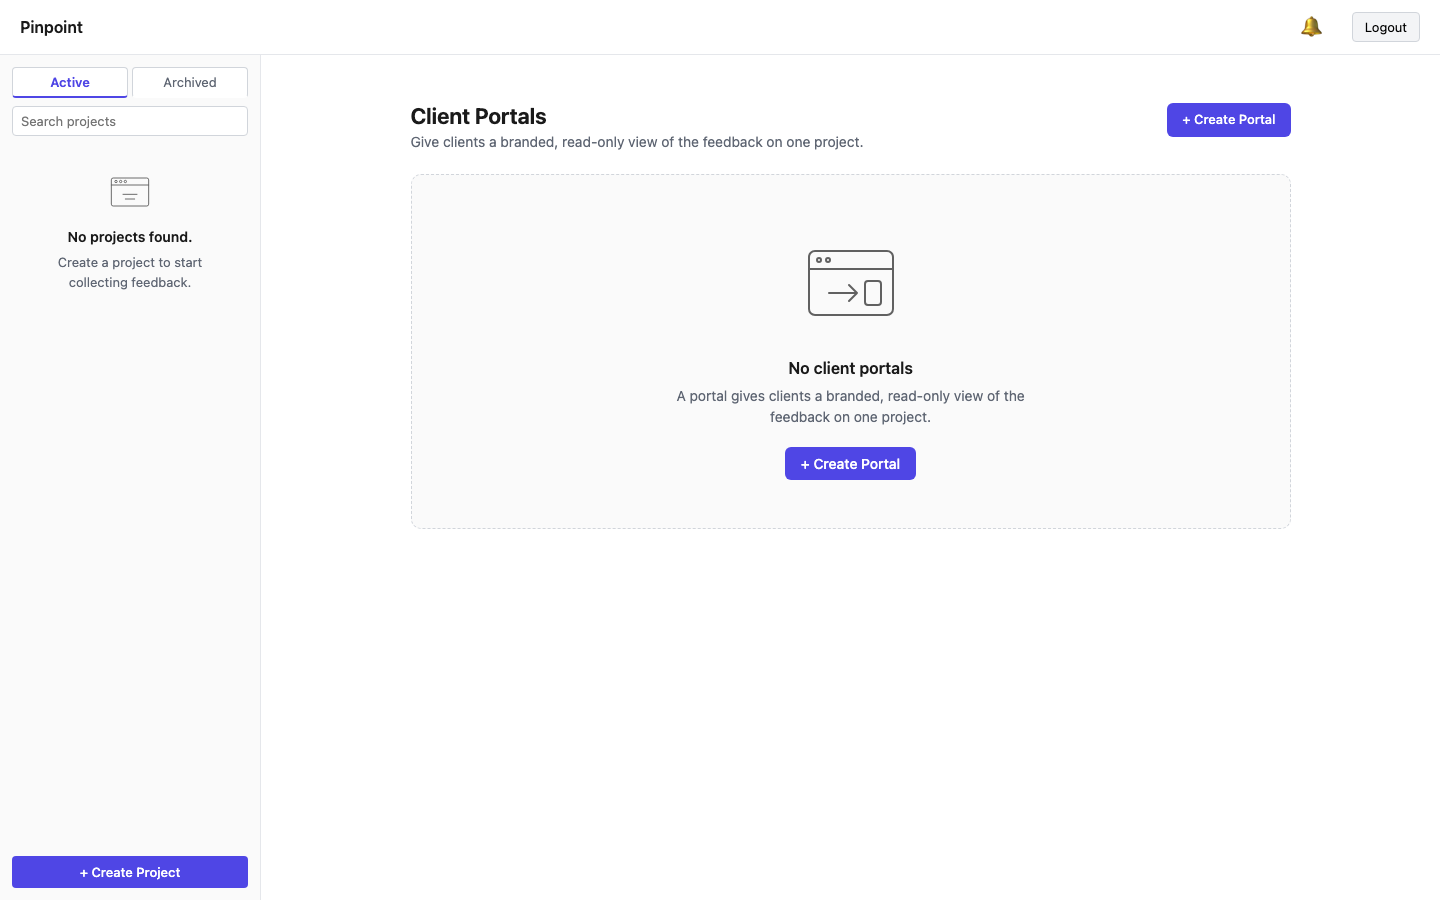 Pinpoint
Logout
Active
Archived
Search projects
No projects found.
Create a project to start
collecting feedback.
+ Create Project
Client Portals
Give clients a branded, read-only view of the feedback on one project.
+ Create Portal
No client portals
A portal gives clients a branded, read-only view of the
feedback on one project.
+ Create Portal